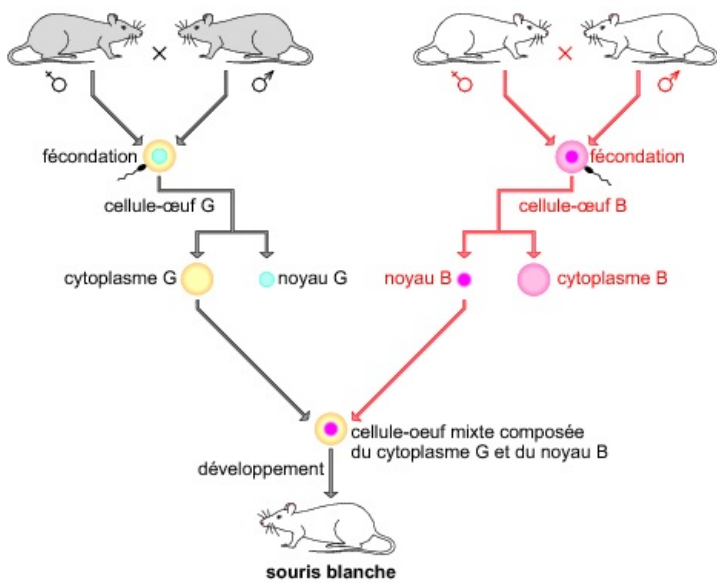 × ×
♀ ♂ ♀ ♂
fécondation fécondation
cellule-œuf G cellule-œuf B
cytoplasme G noyau G noyau B cytoplasme B
cellule-oeuf mixte composée
du cytoplasme G et du noyau B
développement
souris blanche